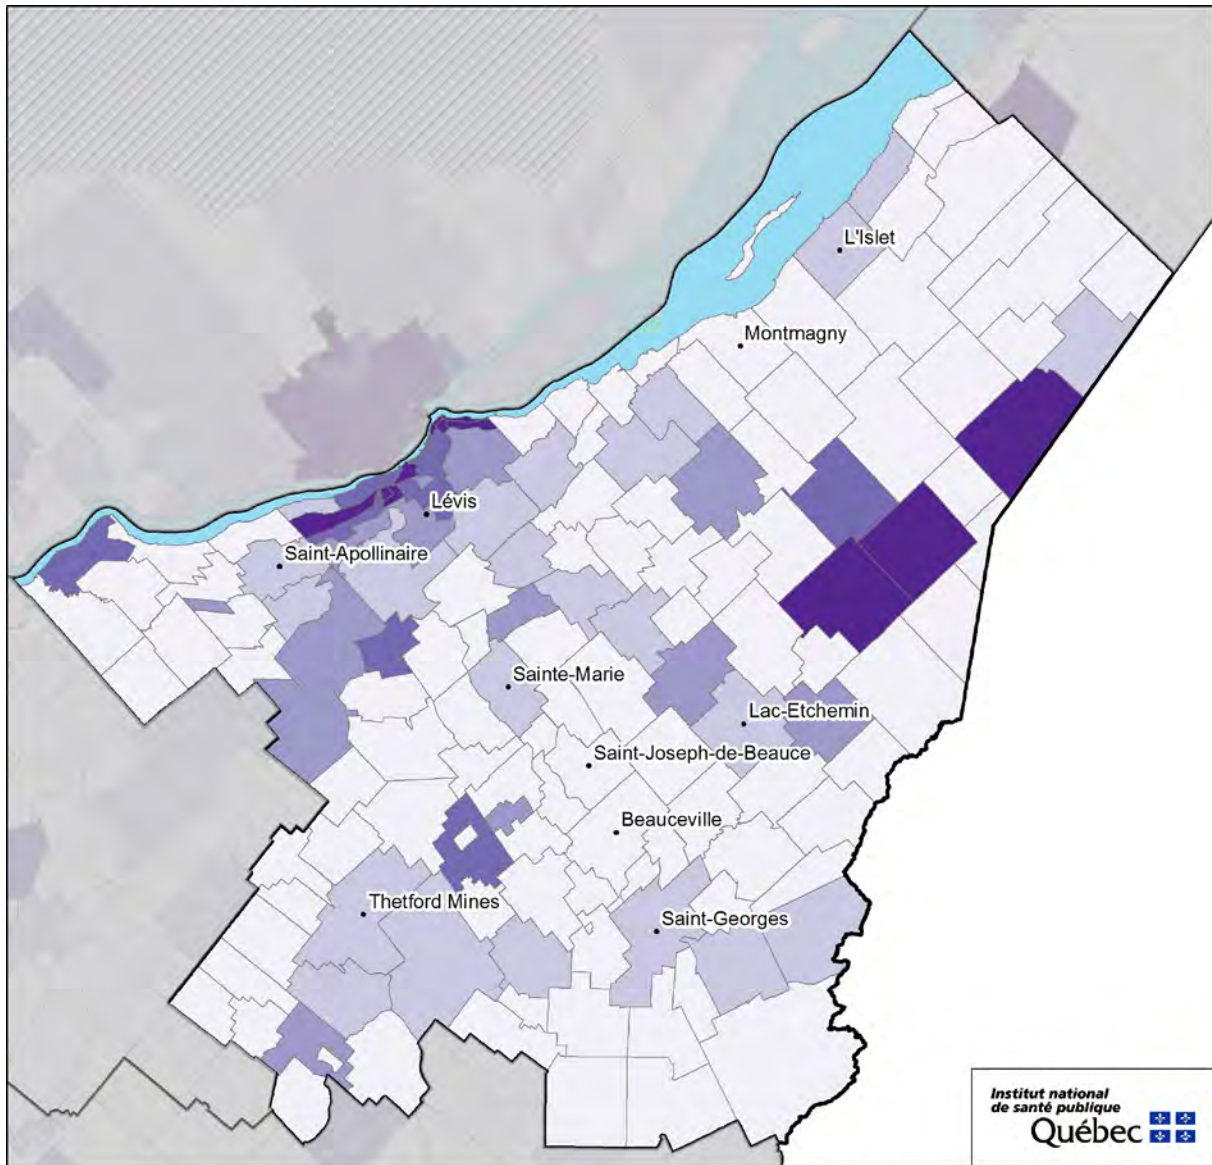 L'Islet
Montmagny
Lévis
Saint-Apollinaire
Sainte-Marie
Lac-Etchemin
Saint-Joseph-de-Beauce
Beauceville
Thetford Mines
Saint-Georges
Institut national
de santé publique
Québec